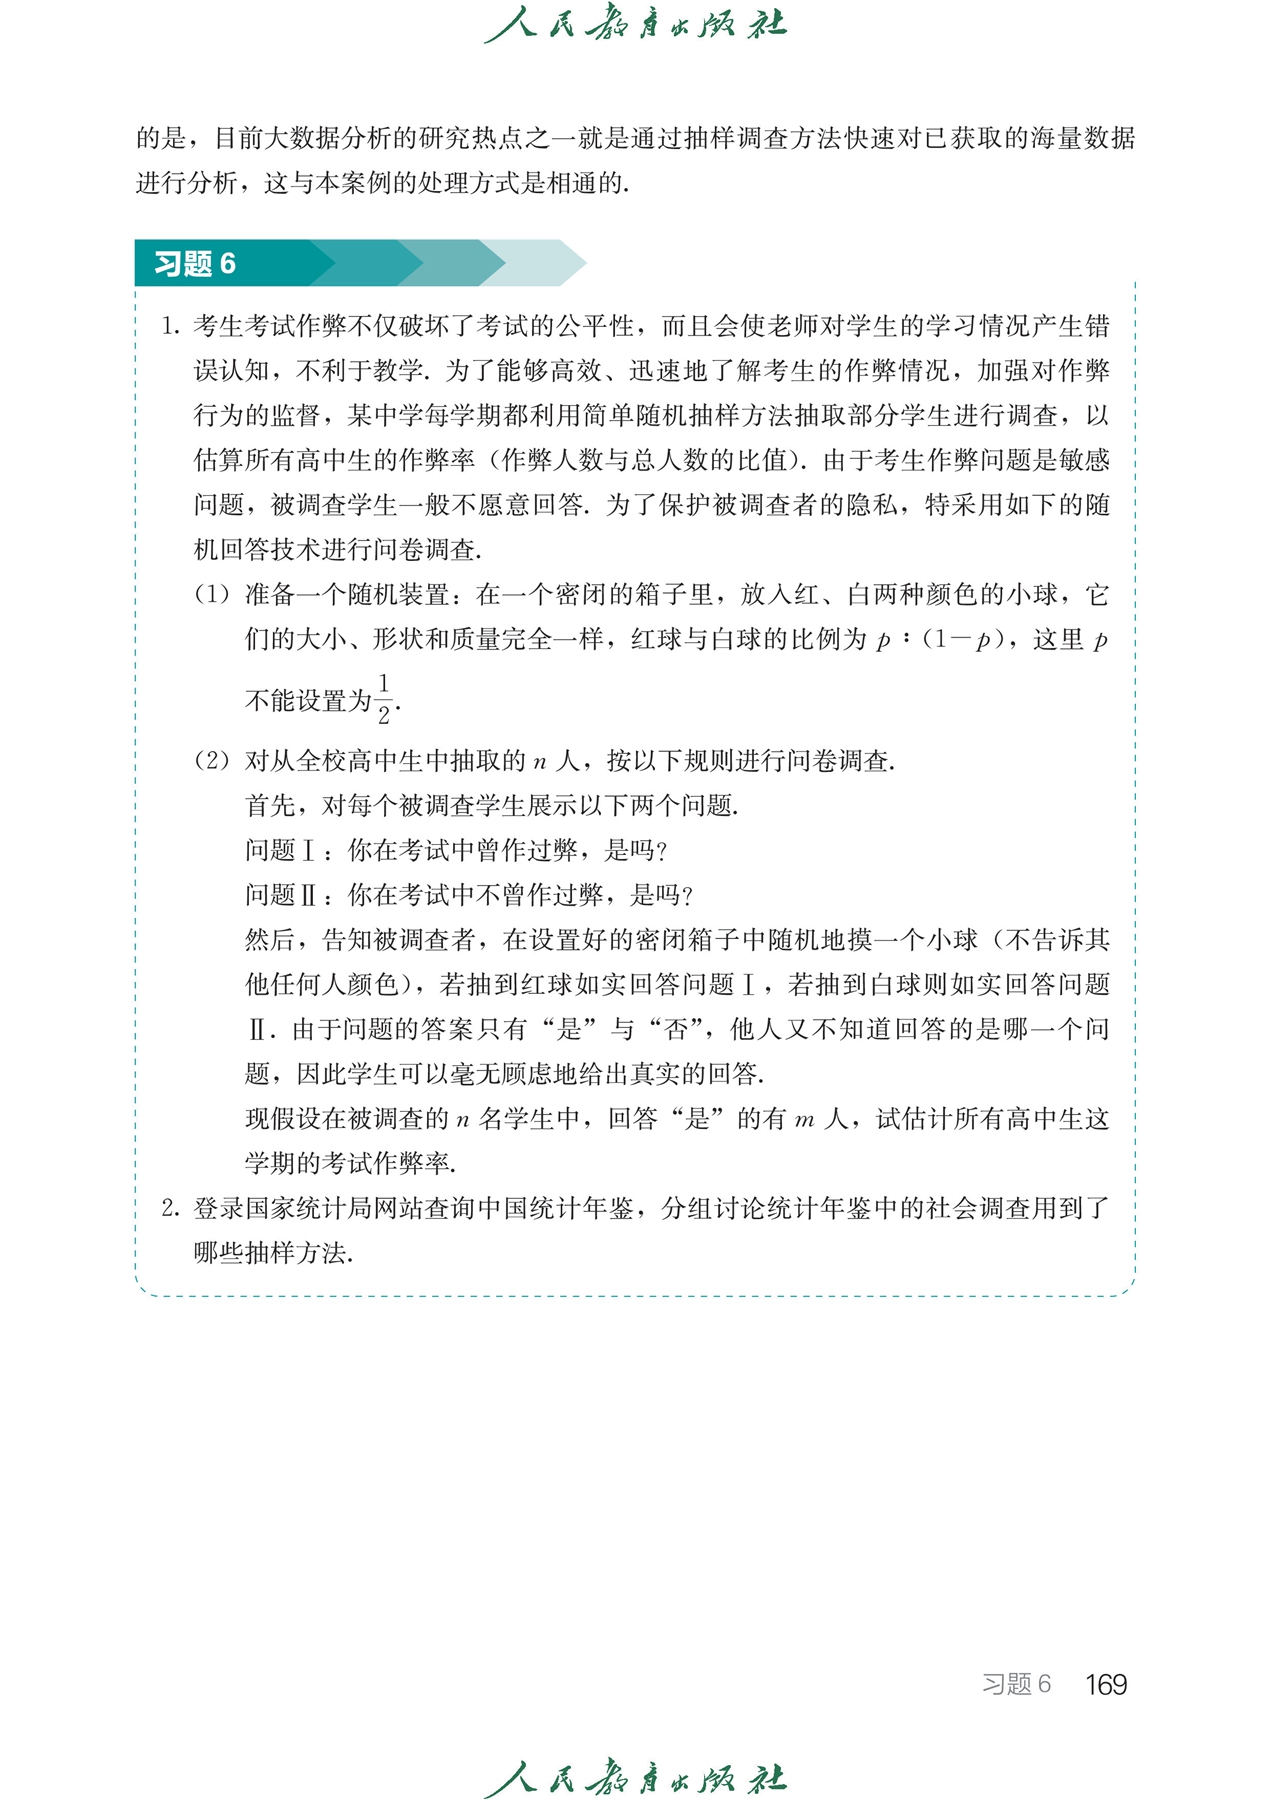 人民教育出版社
的是，目前大数据分析的研究热点之一就是通过抽样调查方法快速对已获取的海量数据
进行分析，这与本案例的处理方式是相通的.
习题 6
1. 考生考试作弊不仅破坏了考试的公平性，而且会使老师对学生的学习情况产生错
误认知，不利于教学. 为了能够高效、迅速地了解考生的作弊情况，加强对作弊
行为的监督，某中学每学期都利用简单随机抽样方法抽取部分学生进行调查，以
估算所有高中生的作弊率（作弊人数与总人数的比值）. 由于考生作弊问题是敏感
问题，被调查学生一般不愿意回答. 为了保护被调查者的隐私，特采用如下的随
机回答技术进行问卷调查.
（1）准备一个随机装置：在一个密闭的箱子里，放入红、白两种颜色的小球，它
们的大小、形状和质量完全一样，红球与白球的比例为 p∶(1－p)，这里 p
不能设置为1/2.
（2）对从全校高中生中抽取的 n 人，按以下规则进行问卷调查.
首先，对每个被调查学生展示以下两个问题.
问题Ⅰ：你在考试中曾作过弊，是吗？
问题Ⅱ：你在考试中不曾作过弊，是吗？
然后，告知被调查者，在设置好的密闭箱子中随机地摸一个小球（不告诉其
他任何人颜色），若抽到红球如实回答问题Ⅰ，若抽到白球则如实回答问题
Ⅱ. 由于问题的答案只有“是”与“否”，他人又不知道回答的是哪一个问
题，因此学生可以毫无顾虑地给出真实的回答.
现假设在被调查的 n 名学生中，回答“是”的有 m 人，试估计所有高中生这
学期的考试作弊率.
2. 登录国家统计局网站查询中国统计年鉴，分组讨论统计年鉴中的社会调查用到了
哪些抽样方法.
习题 6 169
人民教育出版社